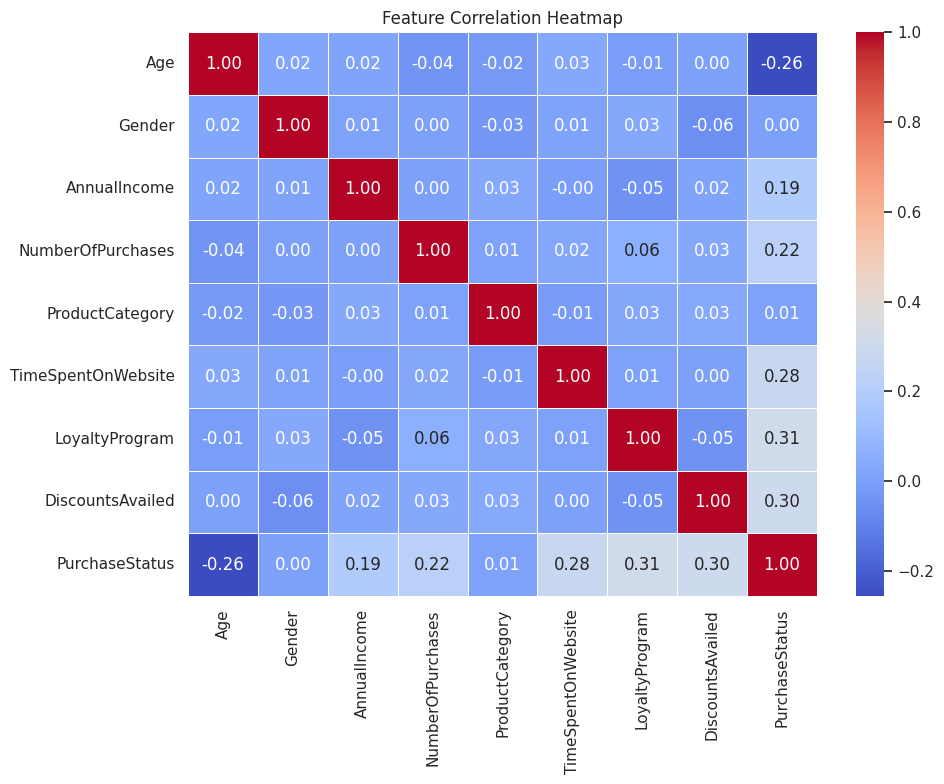 Feature Correlation Heatmap
Age 1.00 0.02 0.02 -0.04 -0.02 0.03 -0.01 0.00 -0.26
Gender 0.02 1.00 0.01 0.00 -0.03 0.01 0.03 -0.06 0.00
AnnualIncome 0.02 0.01 1.00 0.00 0.03 -0.00 -0.05 0.02 0.19
NumberOfPurchases -0.04 0.00 0.00 1.00 0.01 0.02 0.06 0.03 0.22
ProductCategory -0.02 -0.03 0.03 0.01 1.00 -0.01 0.03 0.03 0.01
TimeSpentOnWebsite 0.03 0.01 -0.00 0.02 -0.01 1.00 0.01 0.00 0.28
LoyaltyProgram -0.01 0.03 -0.05 0.06 0.03 0.01 1.00 -0.05 0.31
DiscountsAvailed 0.00 -0.06 0.02 0.03 0.03 0.00 -0.05 1.00 0.30
PurchaseStatus -0.26 0.00 0.19 0.22 0.01 0.28 0.31 0.30 1.00
Age
Gender
AnnualIncome
NumberOfPurchases
ProductCategory
TimeSpentOnWebsite
LoyaltyProgram
DiscountsAvailed
PurchaseStatus
1.0
0.8
0.6
0.4
0.2
0.0
−0.2